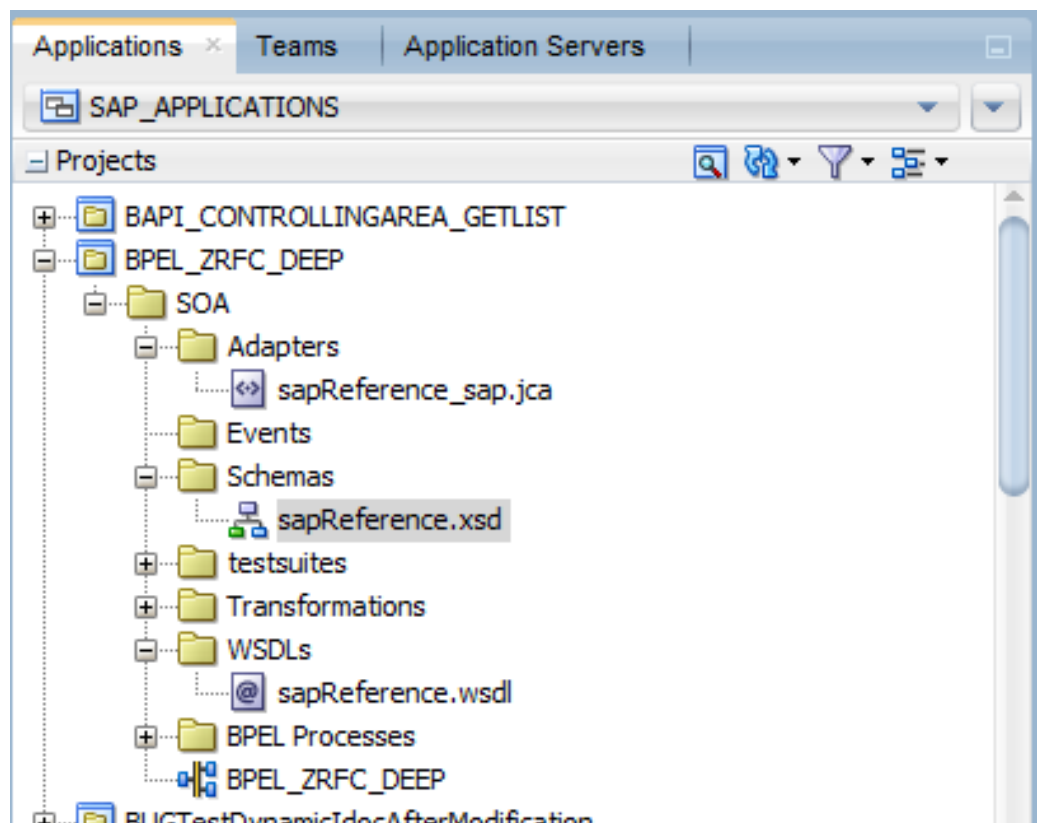 Applications Teams Application Servers
SAP_APPLICATIONS
Projects
BAPI_CONTROLLINGAREA_GETLIST
BPEL_ZRFC_DEEP
SOA
Adapters
sapReference_sap.jca
Events
Schemas
sapReference.xsd
testsuites
Transformations
WSDLs
sapReference.wsdl
BPEL Processes
BPEL_ZRFC_DEEP
BUGTestDynamicIdocAfterModification